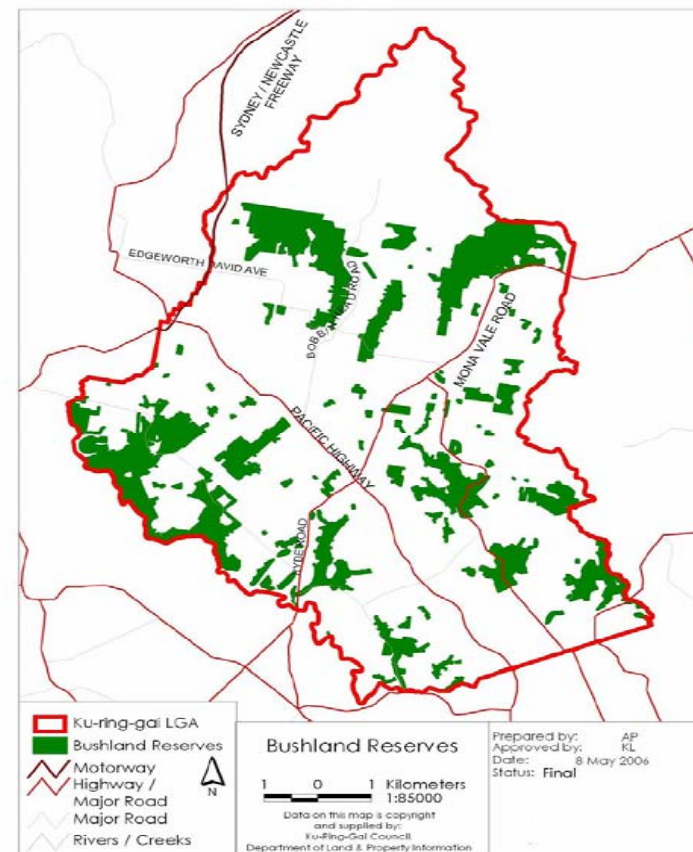 SYDNEY / NEWCASTLE
FREEWAY
EDGEWORTH DAVID AVE
ROAD
MONA VALE ROAD
PACIFIC HIGHWAY
ROAD
Ku-ring-gai LGA
Bushland Reserves
Motorway
Highway /
Major Road
Major Road
Rivers / Creeks
N
Bushland Reserves
1 0 1 Kilometers
1:85000
Data on this map is copyright
and supplied by:
Ku-Ring-Gai Council,
Department of Land & Property Information
Prepared by: AP
Approved by: KL
Date: 8 May 2006
Status: Final